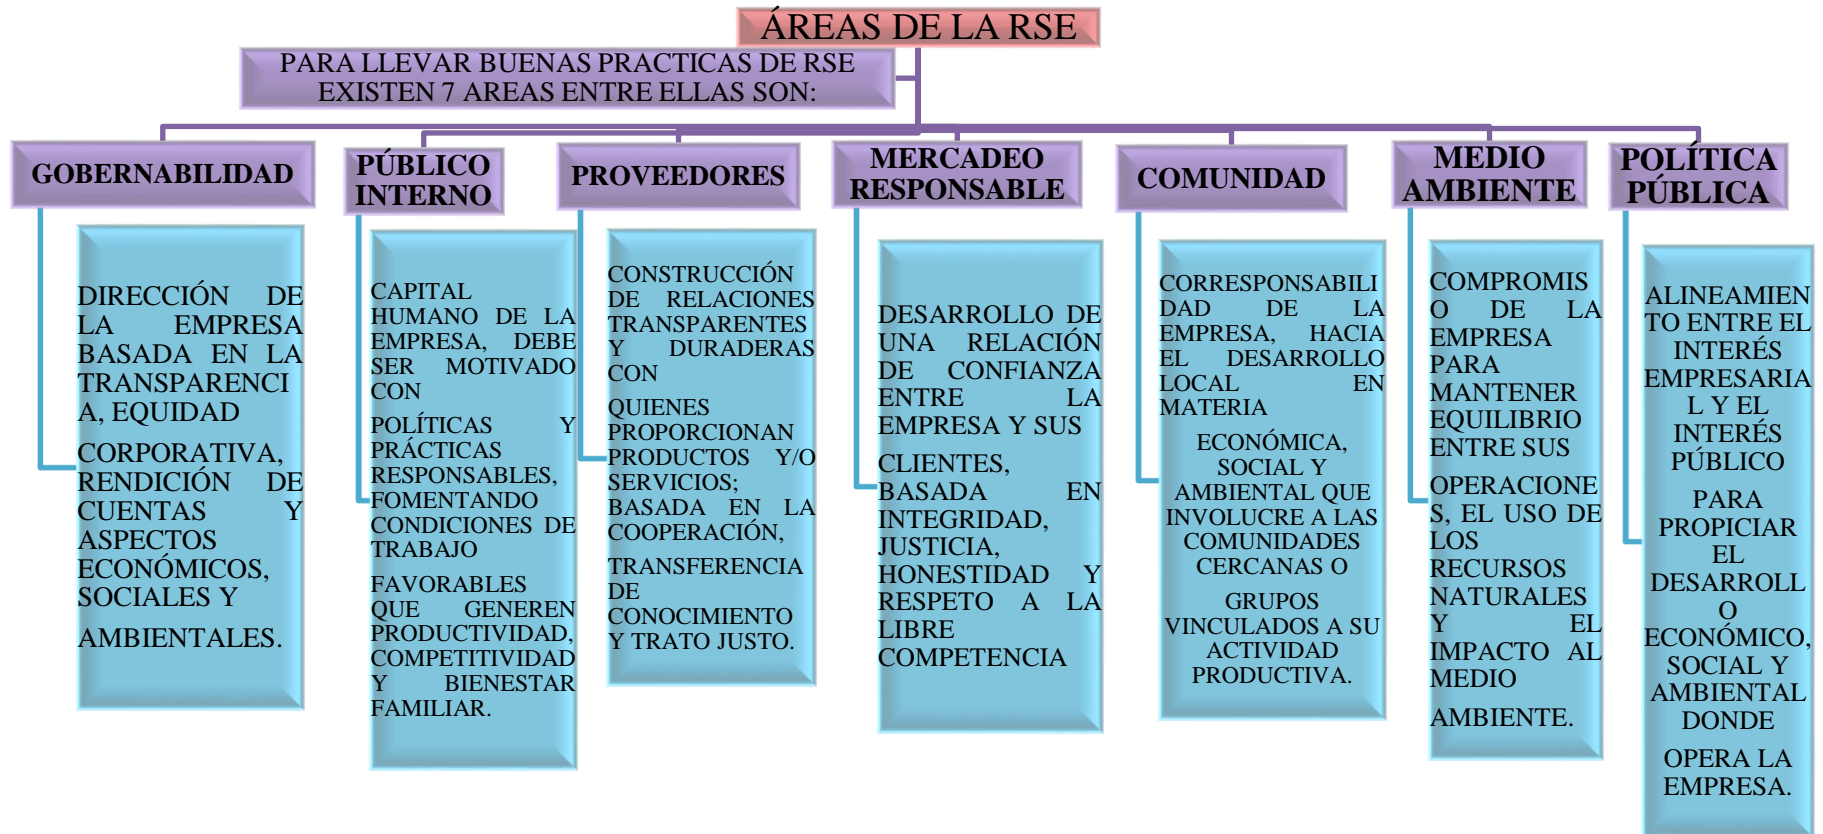 ÁREAS DE LA RSE
PARA LLEVAR BUENAS PRACTICAS DE RSE
EXISTEN 7 AREAS ENTRE ELLAS SON:
GOBERNABILIDAD
DIRECCIÓN DE
LA EMPRESA
BASADA EN LA
TRANSPARENCI
A, EQUIDAD
CORPORATIVA,
RENDICIÓN DE
CUENTAS Y
ASPECTOS
ECONÓMICOS,
SOCIALES Y
AMBIENTALES.
PÚBLICO
INTERNO
CAPITAL
HUMANO DE LA
EMPRESA, DEBE
SER MOTIVADO
CON
POLÍTICAS Y
PRÁCTICAS
RESPONSABLES,
FOMENTANDO
CONDICIONES DE
TRABAJO
FAVORABLES
QUE GENEREN
PRODUCTIVIDAD,
COMPETITIVIDAD
Y BIENESTAR
FAMILIAR.
PROVEEDORES
CONSTRUCCIÓN
DE RELACIONES
TRANSPARENTES
Y DURADERAS
CON
QUIENES
PROPORCIONAN
PRODUCTOS Y/O
SERVICIOS;
BASADA EN LA
COOPERACIÓN,
TRANSFERENCIA
DE
CONOCIMIENTO
Y TRATO JUSTO.
MERCADEO
RESPONSABLE
DESARROLLO DE
UNA RELACIÓN
DE CONFIANZA
ENTRE LA
EMPRESA Y SUS
CLIENTES,
BASADA EN
INTEGRIDAD,
JUSTICIA,
HONESTIDAD Y
RESPETO A LA
LIBRE
COMPETENCIA
COMUNIDAD
CORRESPONSABILI
DAD DE LA
EMPRESA, HACIA
EL DESARROLLO
LOCAL EN
MATERIA
ECONÓMICA,
SOCIAL Y
AMBIENTAL QUE
INVOLUCRE A LAS
COMUNIDADES
CERCANAS O
GRUPOS
VINCULADOS A SU
ACTIVIDAD
PRODUCTIVA.
MEDIO
AMBIENTE
COMPROMIS
O DE LA
EMPRESA
PARA
MANTENER
EQUILIBRIO
ENTRE SUS
OPERACIONE
S, EL USO DE
LOS
RECURSOS
NATURALES
Y EL
IMPACTO AL
MEDIO
AMBIENTE.
POLÍTICA
PÚBLICA
ALINEAMIEN
TO ENTRE EL
INTERÉS
EMPRESARIA
L Y EL
INTERÉS
PÚBLICO
PARA
PROPICIAR
EL
DESARROLL
O
ECONÓMICO,
SOCIAL Y
AMBIENTAL
DONDE
OPERA LA
EMPRESA.